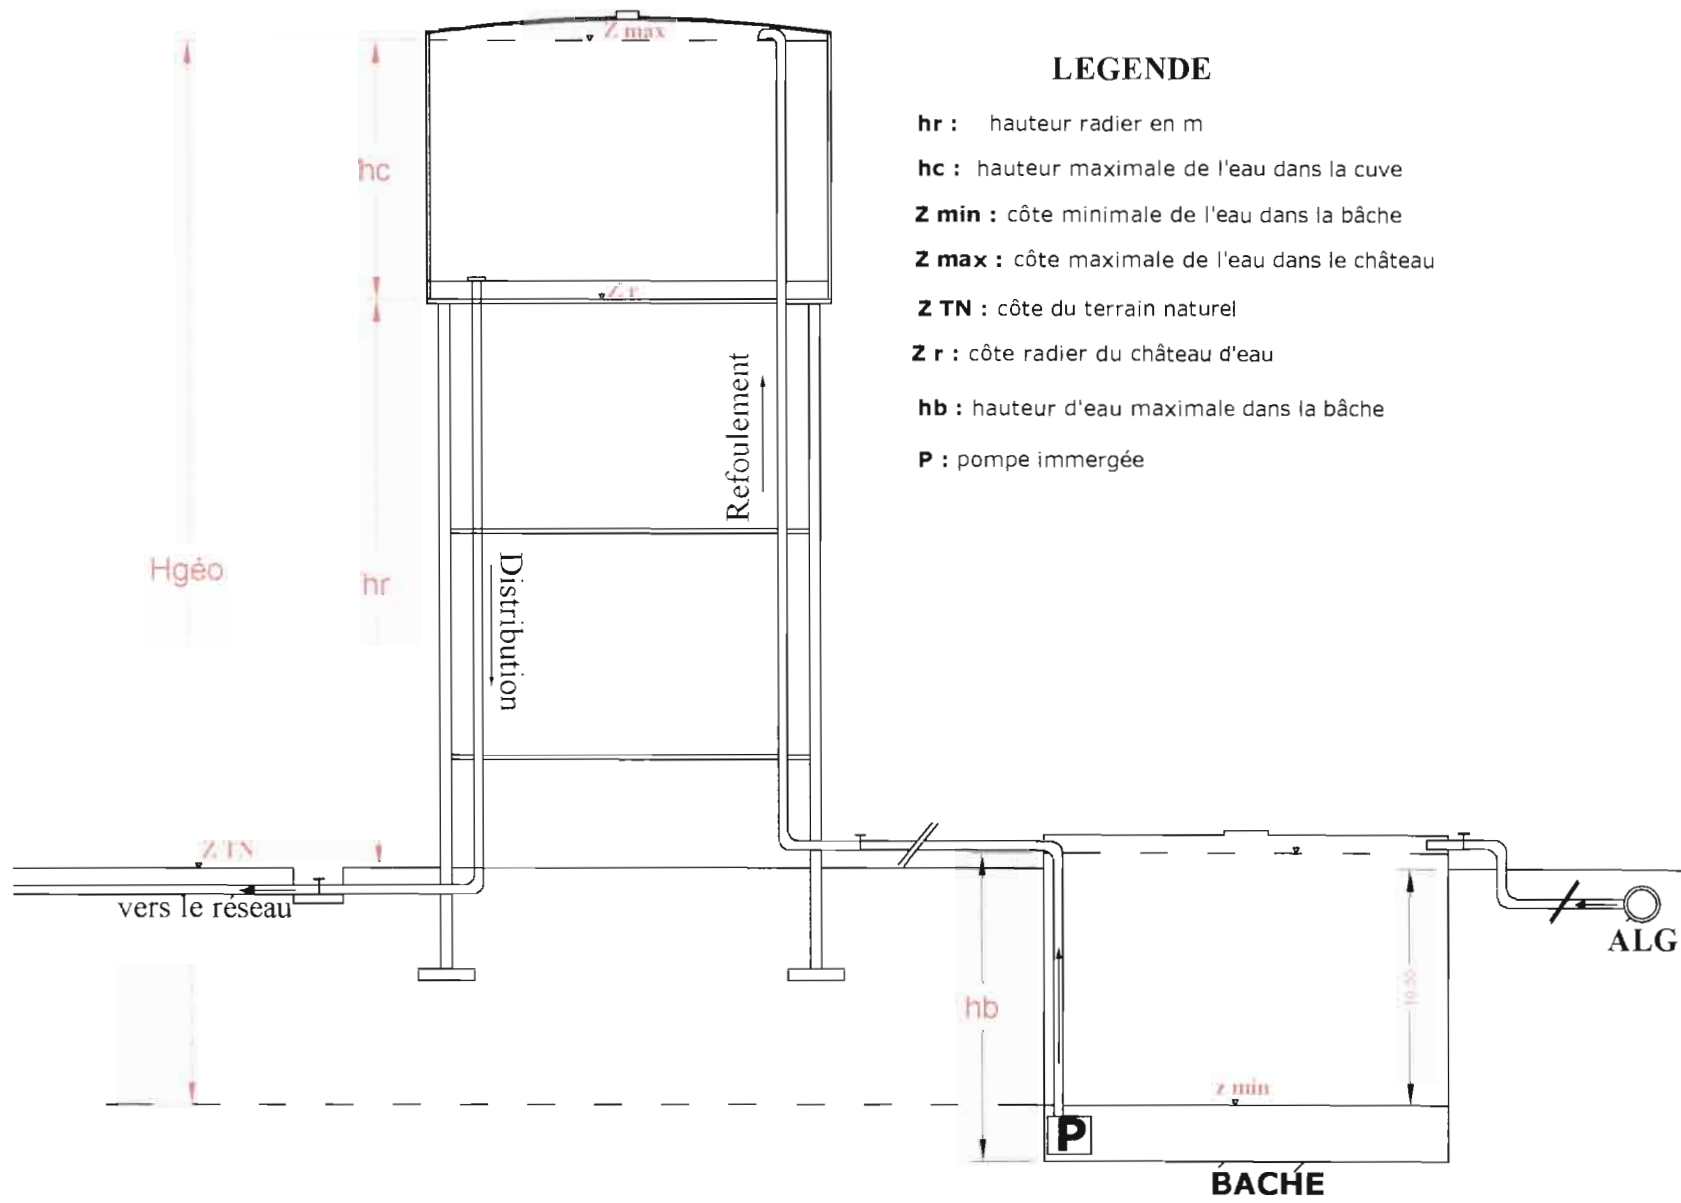 Z max
LEGENDE
hr : hauteur radier en m
hc : hauteur maximale de l'eau dans la cuve
Z min : côte minimale de l'eau dans la bâche
Z max : côte maximale de l'eau dans le château
Z TN : côte du terrain naturel
Z r : côte radier du château d'eau
hb : hauteur d'eau maximale dans la bâche
P : pompe immergée
hc
Z r
Refoulement
Hgéo
hr
Distribution
Z TN
vers le réseau
ALG
hb
z min
P
BACHE